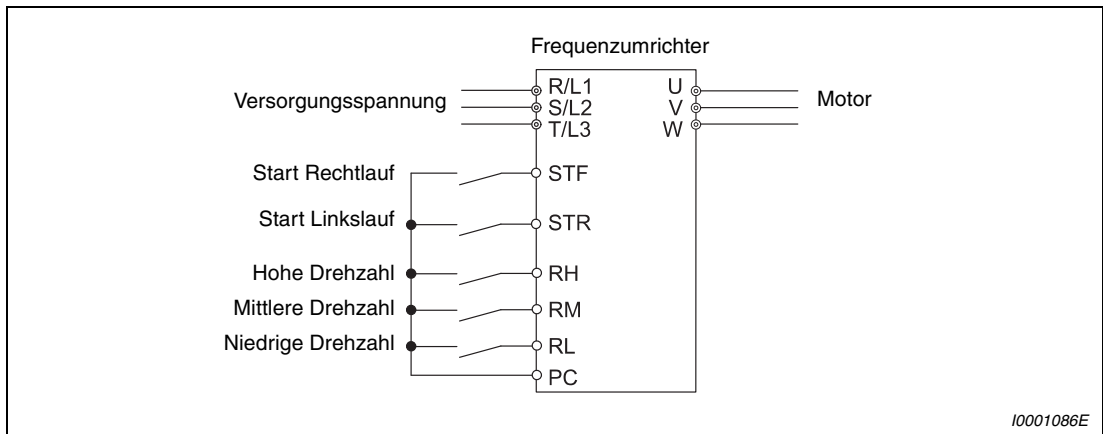 Frequenzumrichter
Versorgungsspannung
R/L1
S/L2
T/L3
U
V
W
Motor
Start Rechtlauf
STF
Start Linkslauf
STR
Hohe Drehzahl
RH
Mittlere Drehzahl
RM
Niedrige Drehzahl
RL
PC
I0001086E